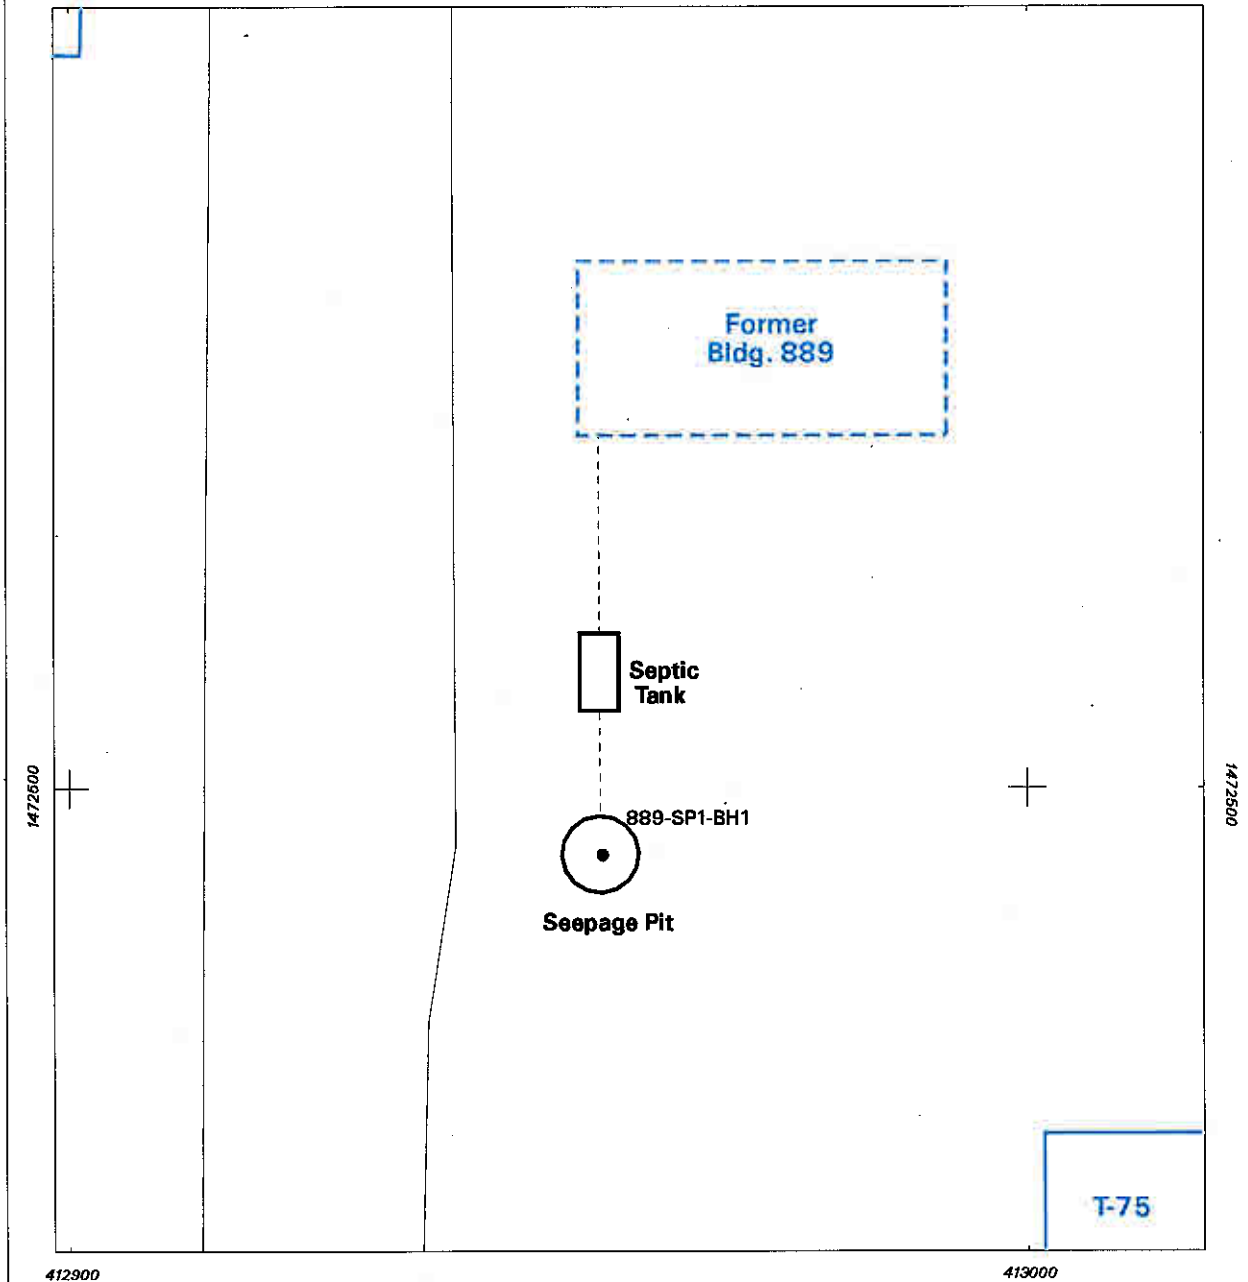 Former
Bldg. 889
Septic
Tank
1472500
1472500
889-SP1-BH1
Seepage Pit
T-75
412900
413000